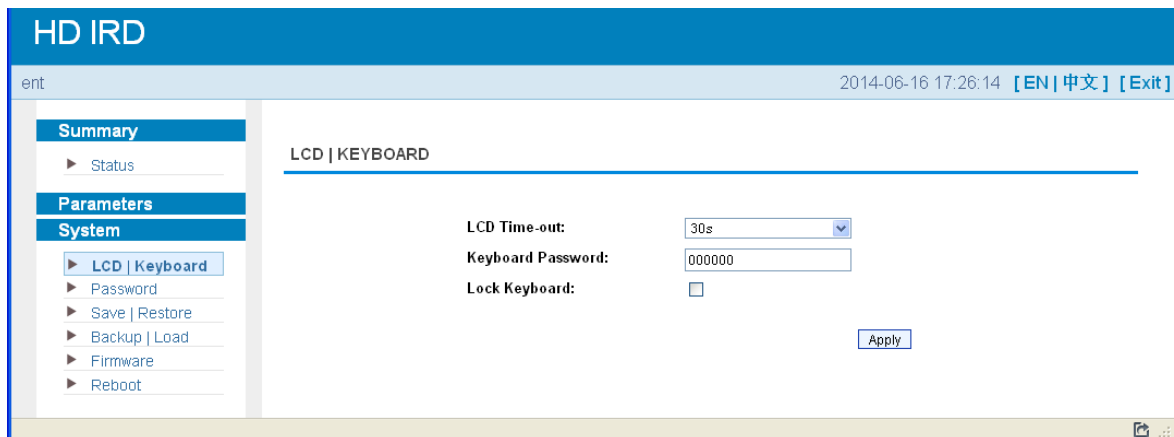 HD IRD
ent
2014-06-16 17:26:14 [ EN | 中文 ] [ Exit ]
Summary
Status
Parameters
System
LCD | Keyboard
Password
Save | Restore
Backup | Load
Firmware
Reboot
LCD | KEYBOARD
LCD Time-out: 30s
Keyboard Password: 000000
Lock Keyboard:
Apply